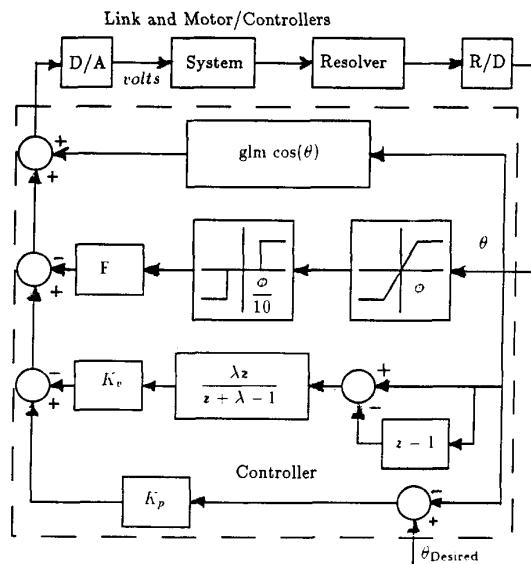 Link and Motor/Controllers
D/A
volts
System
Resolver
R/D
+
+
glm cos(θ)
−
+
F
Φ
10
Φ
θ
−
+
K_v
λz
z + λ − 1
+
−
z − 1
Controller
K_p
−
+
θ_Desired